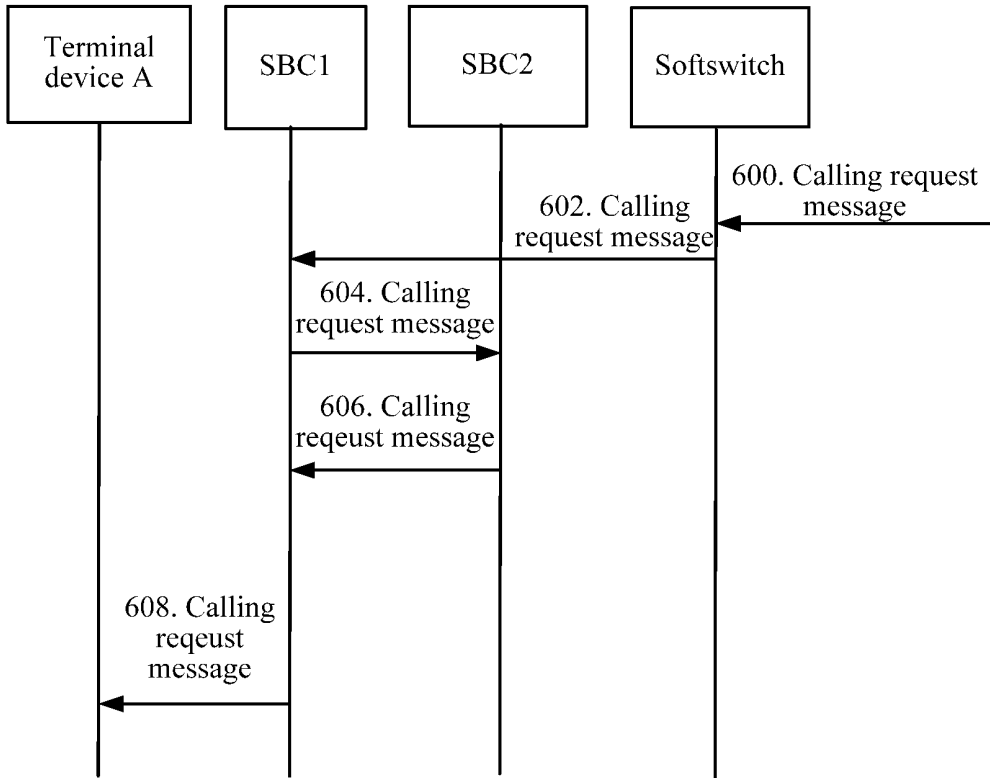 Terminal
device A
SBC1
SBC2
Softswitch
600. Calling request
message
602. Calling
request message
604. Calling
request message
606. Calling
reqeust message
608. Calling
reqeust
message